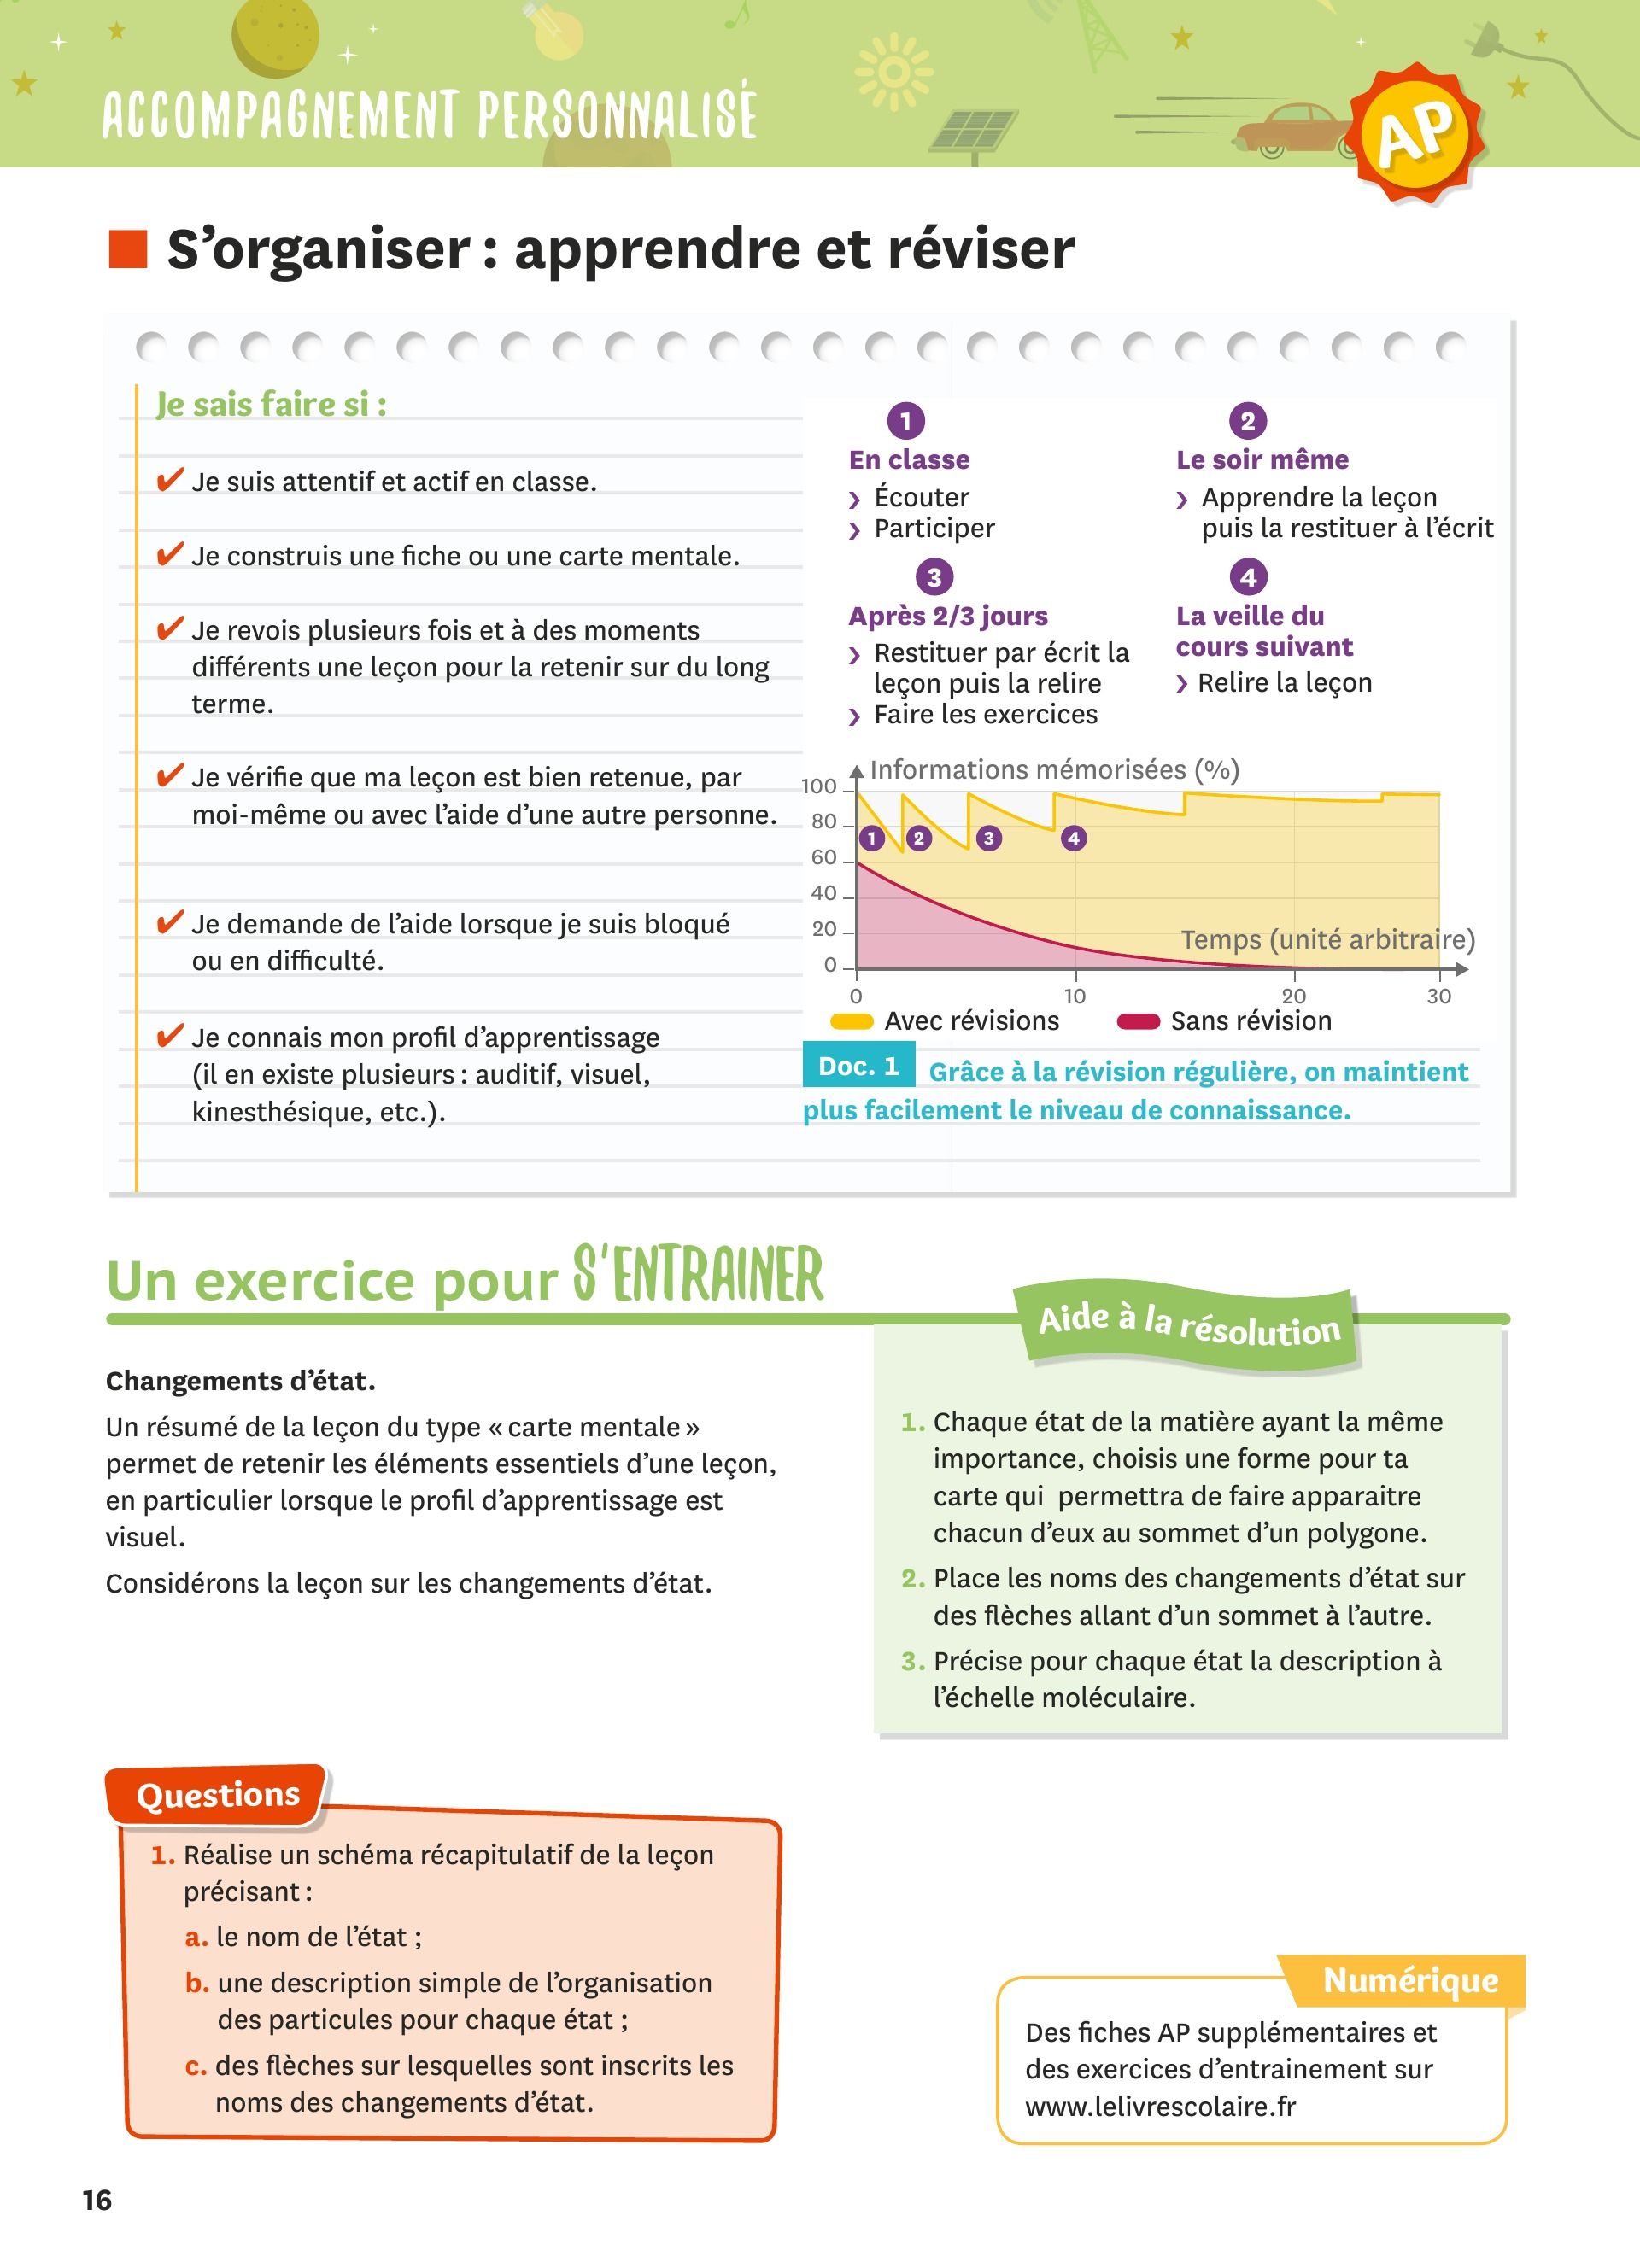 ACCOMPAGNEMENT PERSONNALISÉ
AP
S'organiser : apprendre et réviser
Je sais faire si :
✔ Je suis attentif et actif en classe.
✔ Je construis une fiche ou une carte mentale.
✔ Je revois plusieurs fois et à des moments
différents une leçon pour la retenir sur du long
terme.
✔ Je vérifie que ma leçon est bien retenue, par
moi-même ou avec l'aide d'une autre personne.
✔ Je demande de l'aide lorsque je suis bloqué
ou en difficulté.
✔ Je connais mon profil d'apprentissage
(il en existe plusieurs : auditif, visuel,
kinesthésique, etc.).
1
En classe
› Écouter
› Participer
2
Le soir même
› Apprendre la leçon
puis la restituer à l'écrit
3
Après 2/3 jours
› Restituer par écrit la
leçon puis la relire
› Faire les exercices
4
La veille du
cours suivant
› Relire la leçon
Informations mémorisées (%)
100
80
60
40
20
0
1 2 3 4
Temps (unité arbitraire)
0 10 20 30
Avec révisions Sans révision
Doc. 1 Grâce à la révision régulière, on maintient
plus facilement le niveau de connaissance.
Un exercice pour S'ENTRAINER
Changements d'état.
Un résumé de la leçon du type « carte mentale »
permet de retenir les éléments essentiels d'une leçon,
en particulier lorsque le profil d'apprentissage est
visuel.
Considérons la leçon sur les changements d'état.
Aide à la résolution
1. Chaque état de la matière ayant la même
importance, choisis une forme pour ta
carte qui permettra de faire apparaitre
chacun d'eux au sommet d'un polygone.
2. Place les noms des changements d'état sur
des flèches allant d'un sommet à l'autre.
3. Précise pour chaque état la description à
l'échelle moléculaire.
Questions
1. Réalise un schéma récapitulatif de la leçon
précisant :
a. le nom de l'état ;
b. une description simple de l'organisation
des particules pour chaque état ;
c. des flèches sur lesquelles sont inscrits les
noms des changements d'état.
Numérique
Des fiches AP supplémentaires et
des exercices d'entrainement sur
www.lelivrescolaire.fr
16